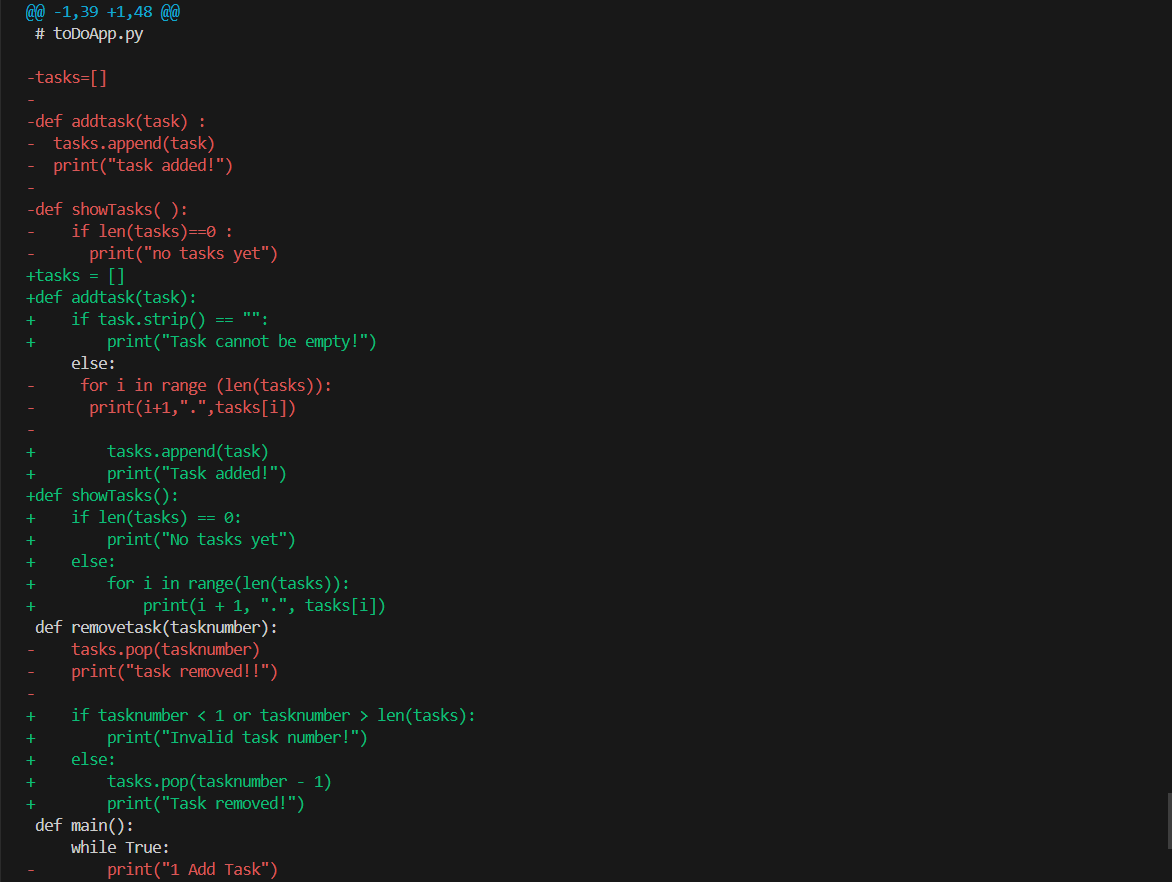 @@ -1,39 +1,48 @@
 # toDoApp.py

-tasks=[]
-
-def addtask(task) :
-  tasks.append(task)
-  print("task added!")
-
-def showTasks( ):
-    if len(tasks)==0 :
-      print("no tasks yet")
+tasks = []
+def addtask(task):
+    if task.strip() == "":
+        print("Task cannot be empty!")
     else:
-     for i in range (len(tasks)):
-      print(i+1,".",tasks[i])
-
+        tasks.append(task)
+        print("Task added!")
+def showTasks():
+    if len(tasks) == 0:
+        print("No tasks yet")
+    else:
+        for i in range(len(tasks)):
+            print(i + 1, ".", tasks[i])
 def removetask(tasknumber):
-    tasks.pop(tasknumber)
-    print("task removed!!")
-
+    if tasknumber < 1 or tasknumber > len(tasks):
+        print("Invalid task number!")
+    else:
+        tasks.pop(tasknumber - 1)
+        print("Task removed!")
 def main():
     while True:
-        print("1 Add Task")